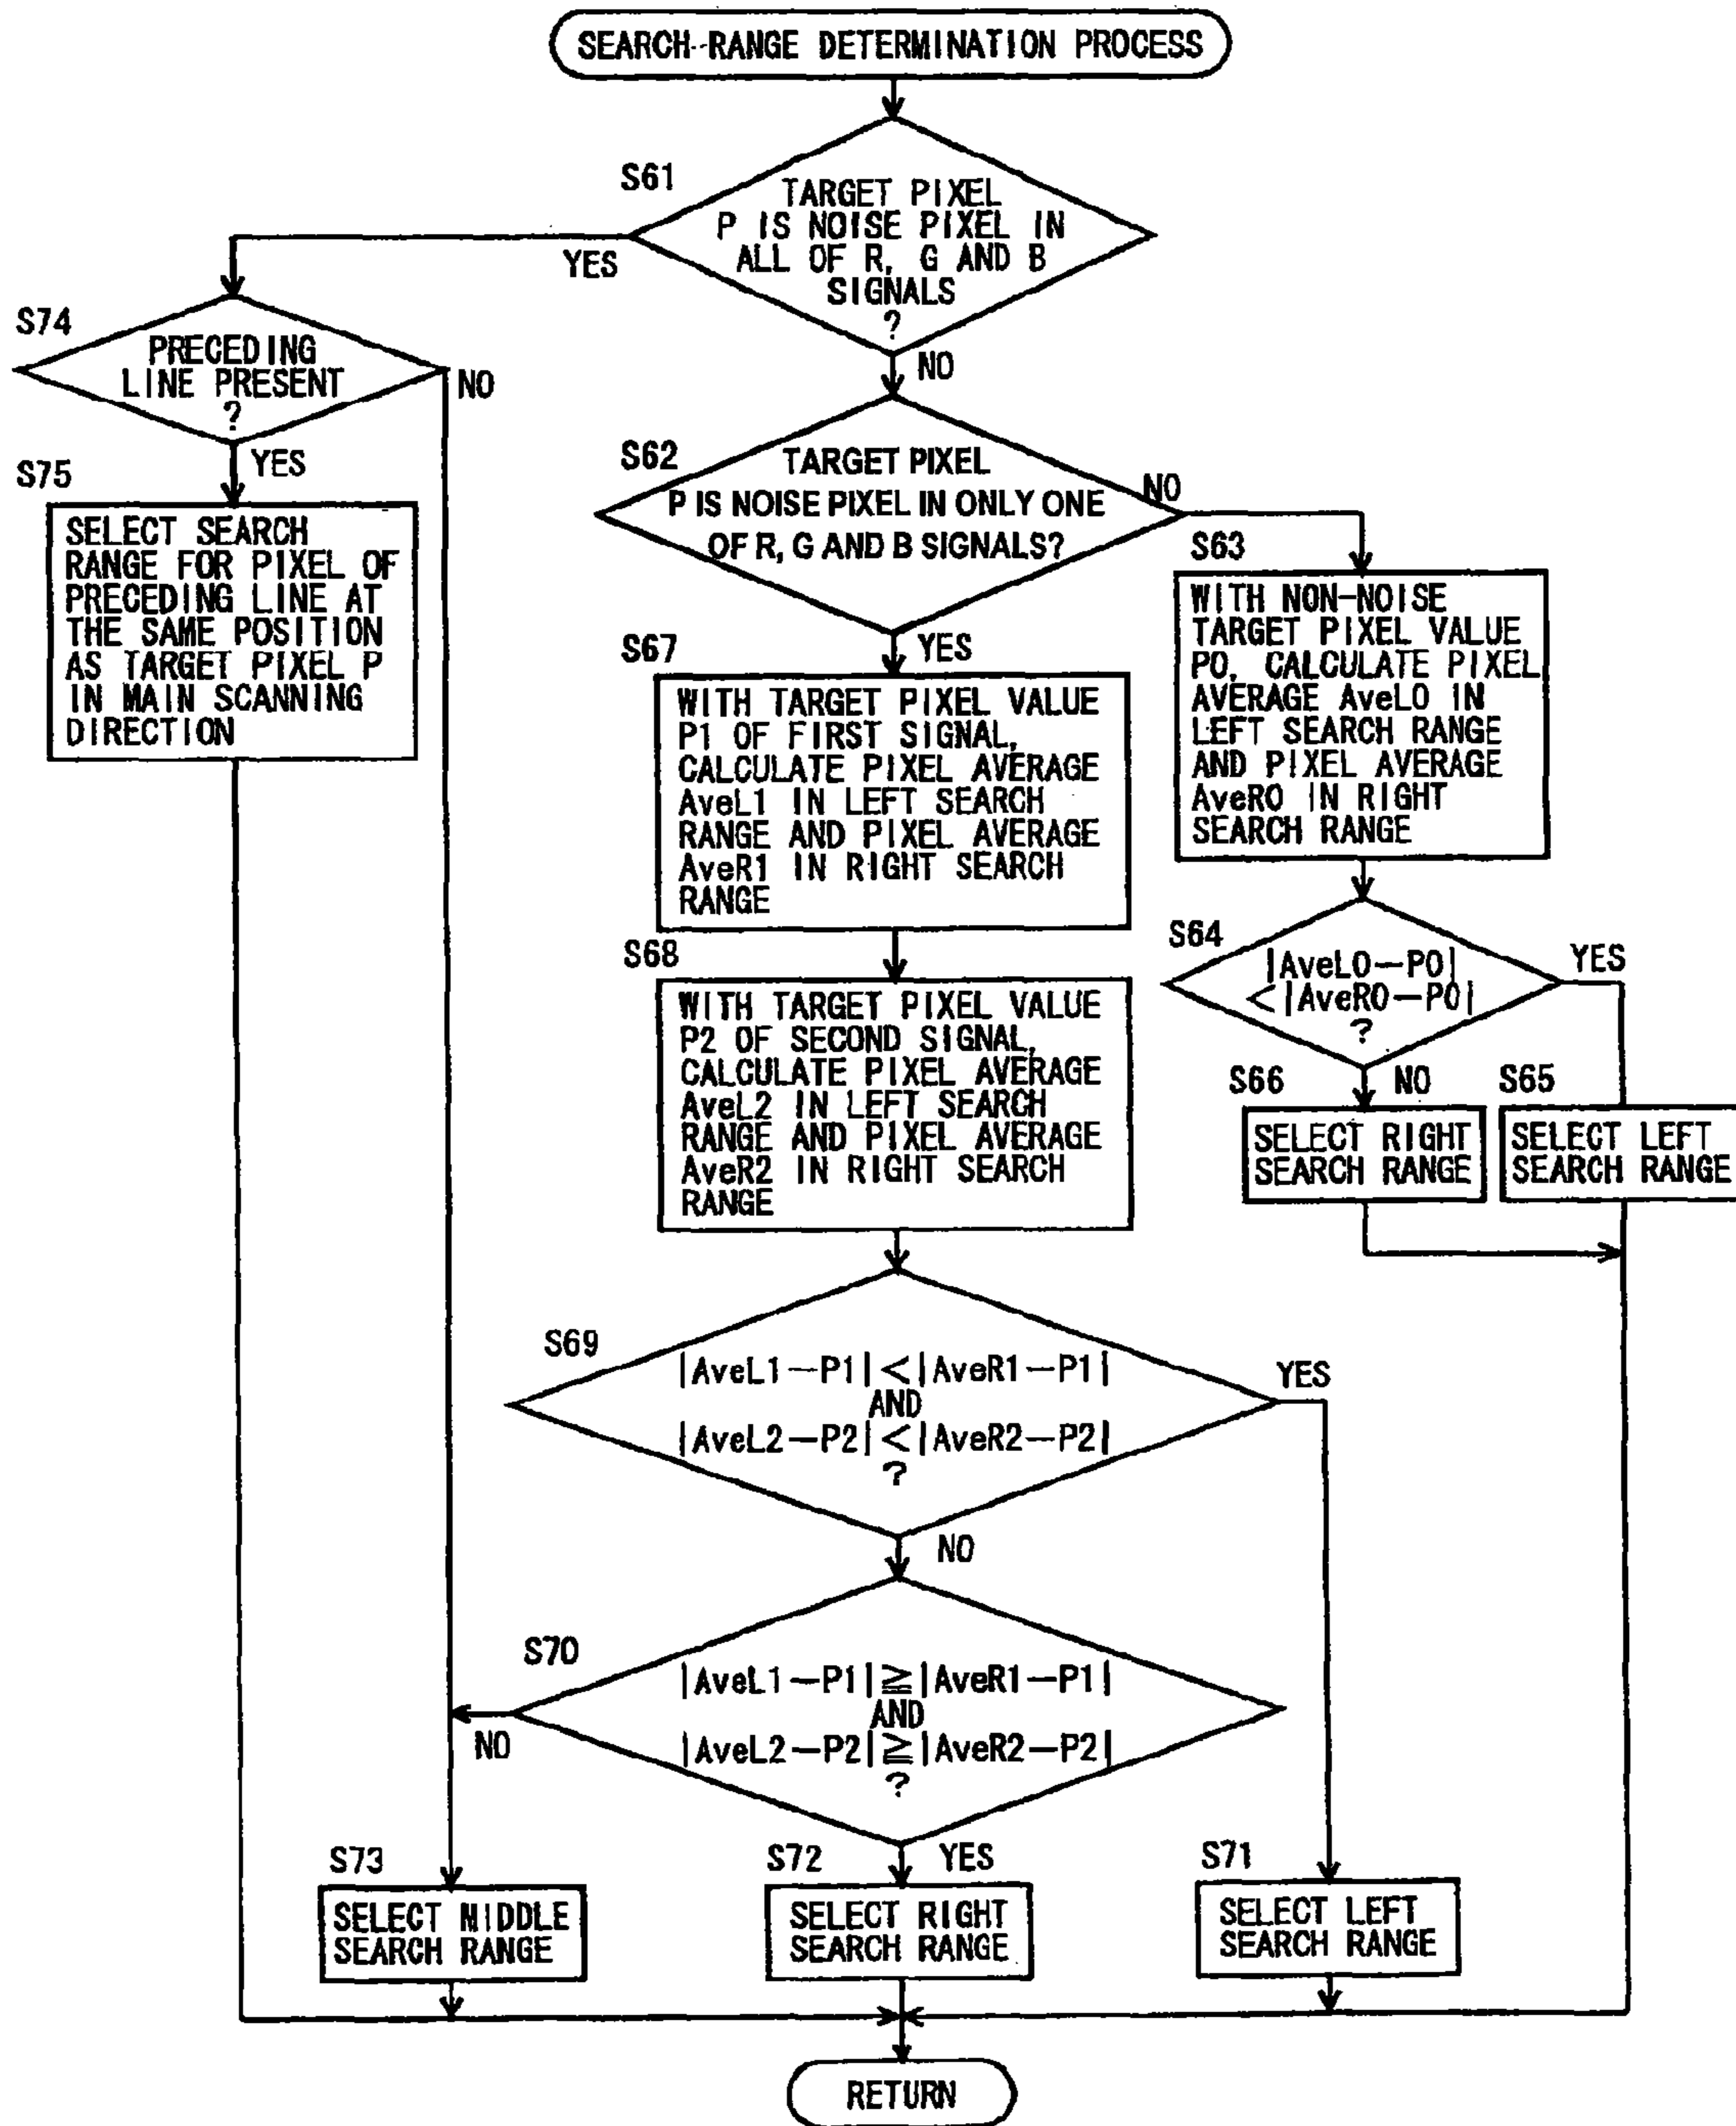 SEARCH-RANGE DETERMINATION PROCESS
S61
TARGET PIXEL
P IS NOISE PIXEL IN
ALL OF R, G AND B
SIGNALS
?
YES
NO
S74
PRECEDING
LINE PRESENT
?
NO
YES
S75
SELECT SEARCH
RANGE FOR PIXEL OF
PRECEDING LINE AT
THE SAME POSITION
AS TARGET PIXEL P
IN MAIN SCANNING
DIRECTION
S62
TARGET PIXEL
P IS NOISE PIXEL IN ONLY ONE
OF R, G AND B SIGNALS?
NO
YES
S63
WITH NON-NOISE
TARGET PIXEL VALUE
P0, CALCULATE PIXEL
AVERAGE AveL0 IN
LEFT SEARCH RANGE
AND PIXEL AVERAGE
AveR0 IN RIGHT
SEARCH RANGE
S67
WITH TARGET PIXEL VALUE
P1 OF FIRST SIGNAL,
CALCULATE PIXEL AVERAGE
AveL1 IN LEFT SEARCH
RANGE AND PIXEL AVERAGE
AveR1 IN RIGHT SEARCH
RANGE
S64
|AveL0-P0|
<|AveR0-P0|
?
YES
NO
S66
SELECT RIGHT
SEARCH RANGE
S65
SELECT LEFT
SEARCH RANGE
S68
WITH TARGET PIXEL VALUE
P2 OF SECOND SIGNAL,
CALCULATE PIXEL AVERAGE
AveL2 IN LEFT SEARCH
RANGE AND PIXEL AVERAGE
AveR2 IN RIGHT SEARCH
RANGE
S69
|AveL1-P1|<|AveR1-P1|
AND
|AveL2-P2|<|AveR2-P2|
?
YES
NO
S70
|AveL1-P1|≧|AveR1-P1|
AND
|AveL2-P2|≧|AveR2-P2|
?
NO
YES
S73
SELECT MIDDLE
SEARCH RANGE
S72
SELECT RIGHT
SEARCH RANGE
S71
SELECT LEFT
SEARCH RANGE
RETURN